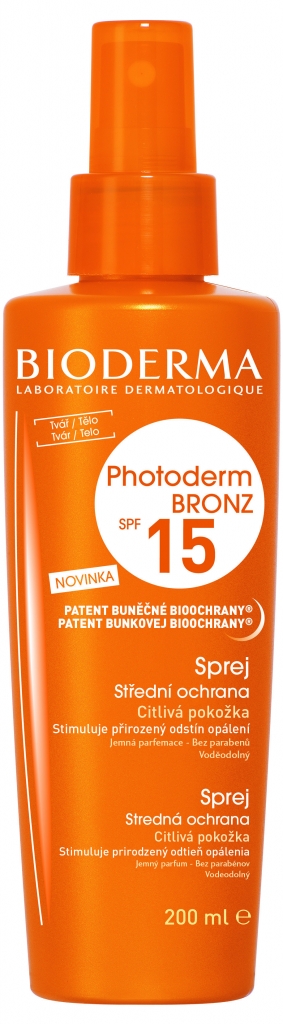 BIODERMA
LABORATOIRE DERMATOLOGIQUE
Tvář / Tělo
Tvár / Telo
Photoderm
BRONZ
SPF 15
NOVINKA
PATENT BUNĚČNÉ BIOOCHRANY®
PATENT BUNKOVEJ BIOOCHRANY®
Sprej
Střední ochrana
Citlivá pokožka
Stimuluje přirozený odstín opálení
Jemná parfemace - Bez parabenů
Voděodolný
Sprej
Stredná ochrana
Citlivá pokožka
Stimuluje prirodzený odtieň opálenia
Jemný parfum - Bez parabénov
Vodeodolný
200 ml ℮